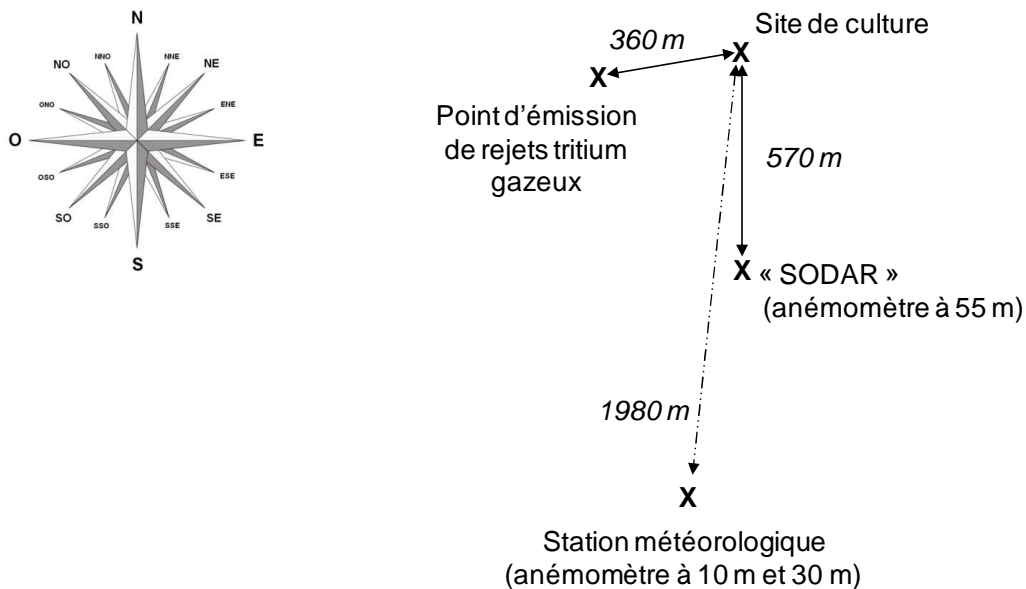 N
NNO
NNE
NO
NE
ONO
ENE
O
E
OSO
ESE
SO
SE
SSO
SSE
S
360 m
Site de culture
X
X
Point d'émission
de rejets tritium
gazeux
570 m
X « SODAR »
(anémomètre à 55 m)
1980 m
X
Station météorologique
(anémomètre à 10 m et 30 m)